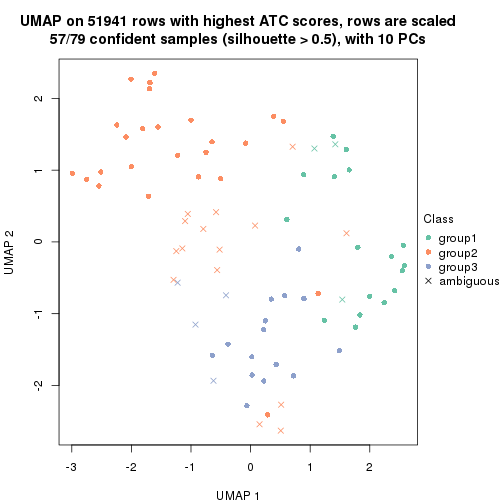 UMAP on 51941 rows with highest ATC scores, rows are scaled
57/79 confident samples (silhouette > 0.5), with 10 PCs
2
1
0
-1
-2
UMAP 2
-3
-2
-1
0
1
2
UMAP 1
Class
group1
group2
group3
ambiguous